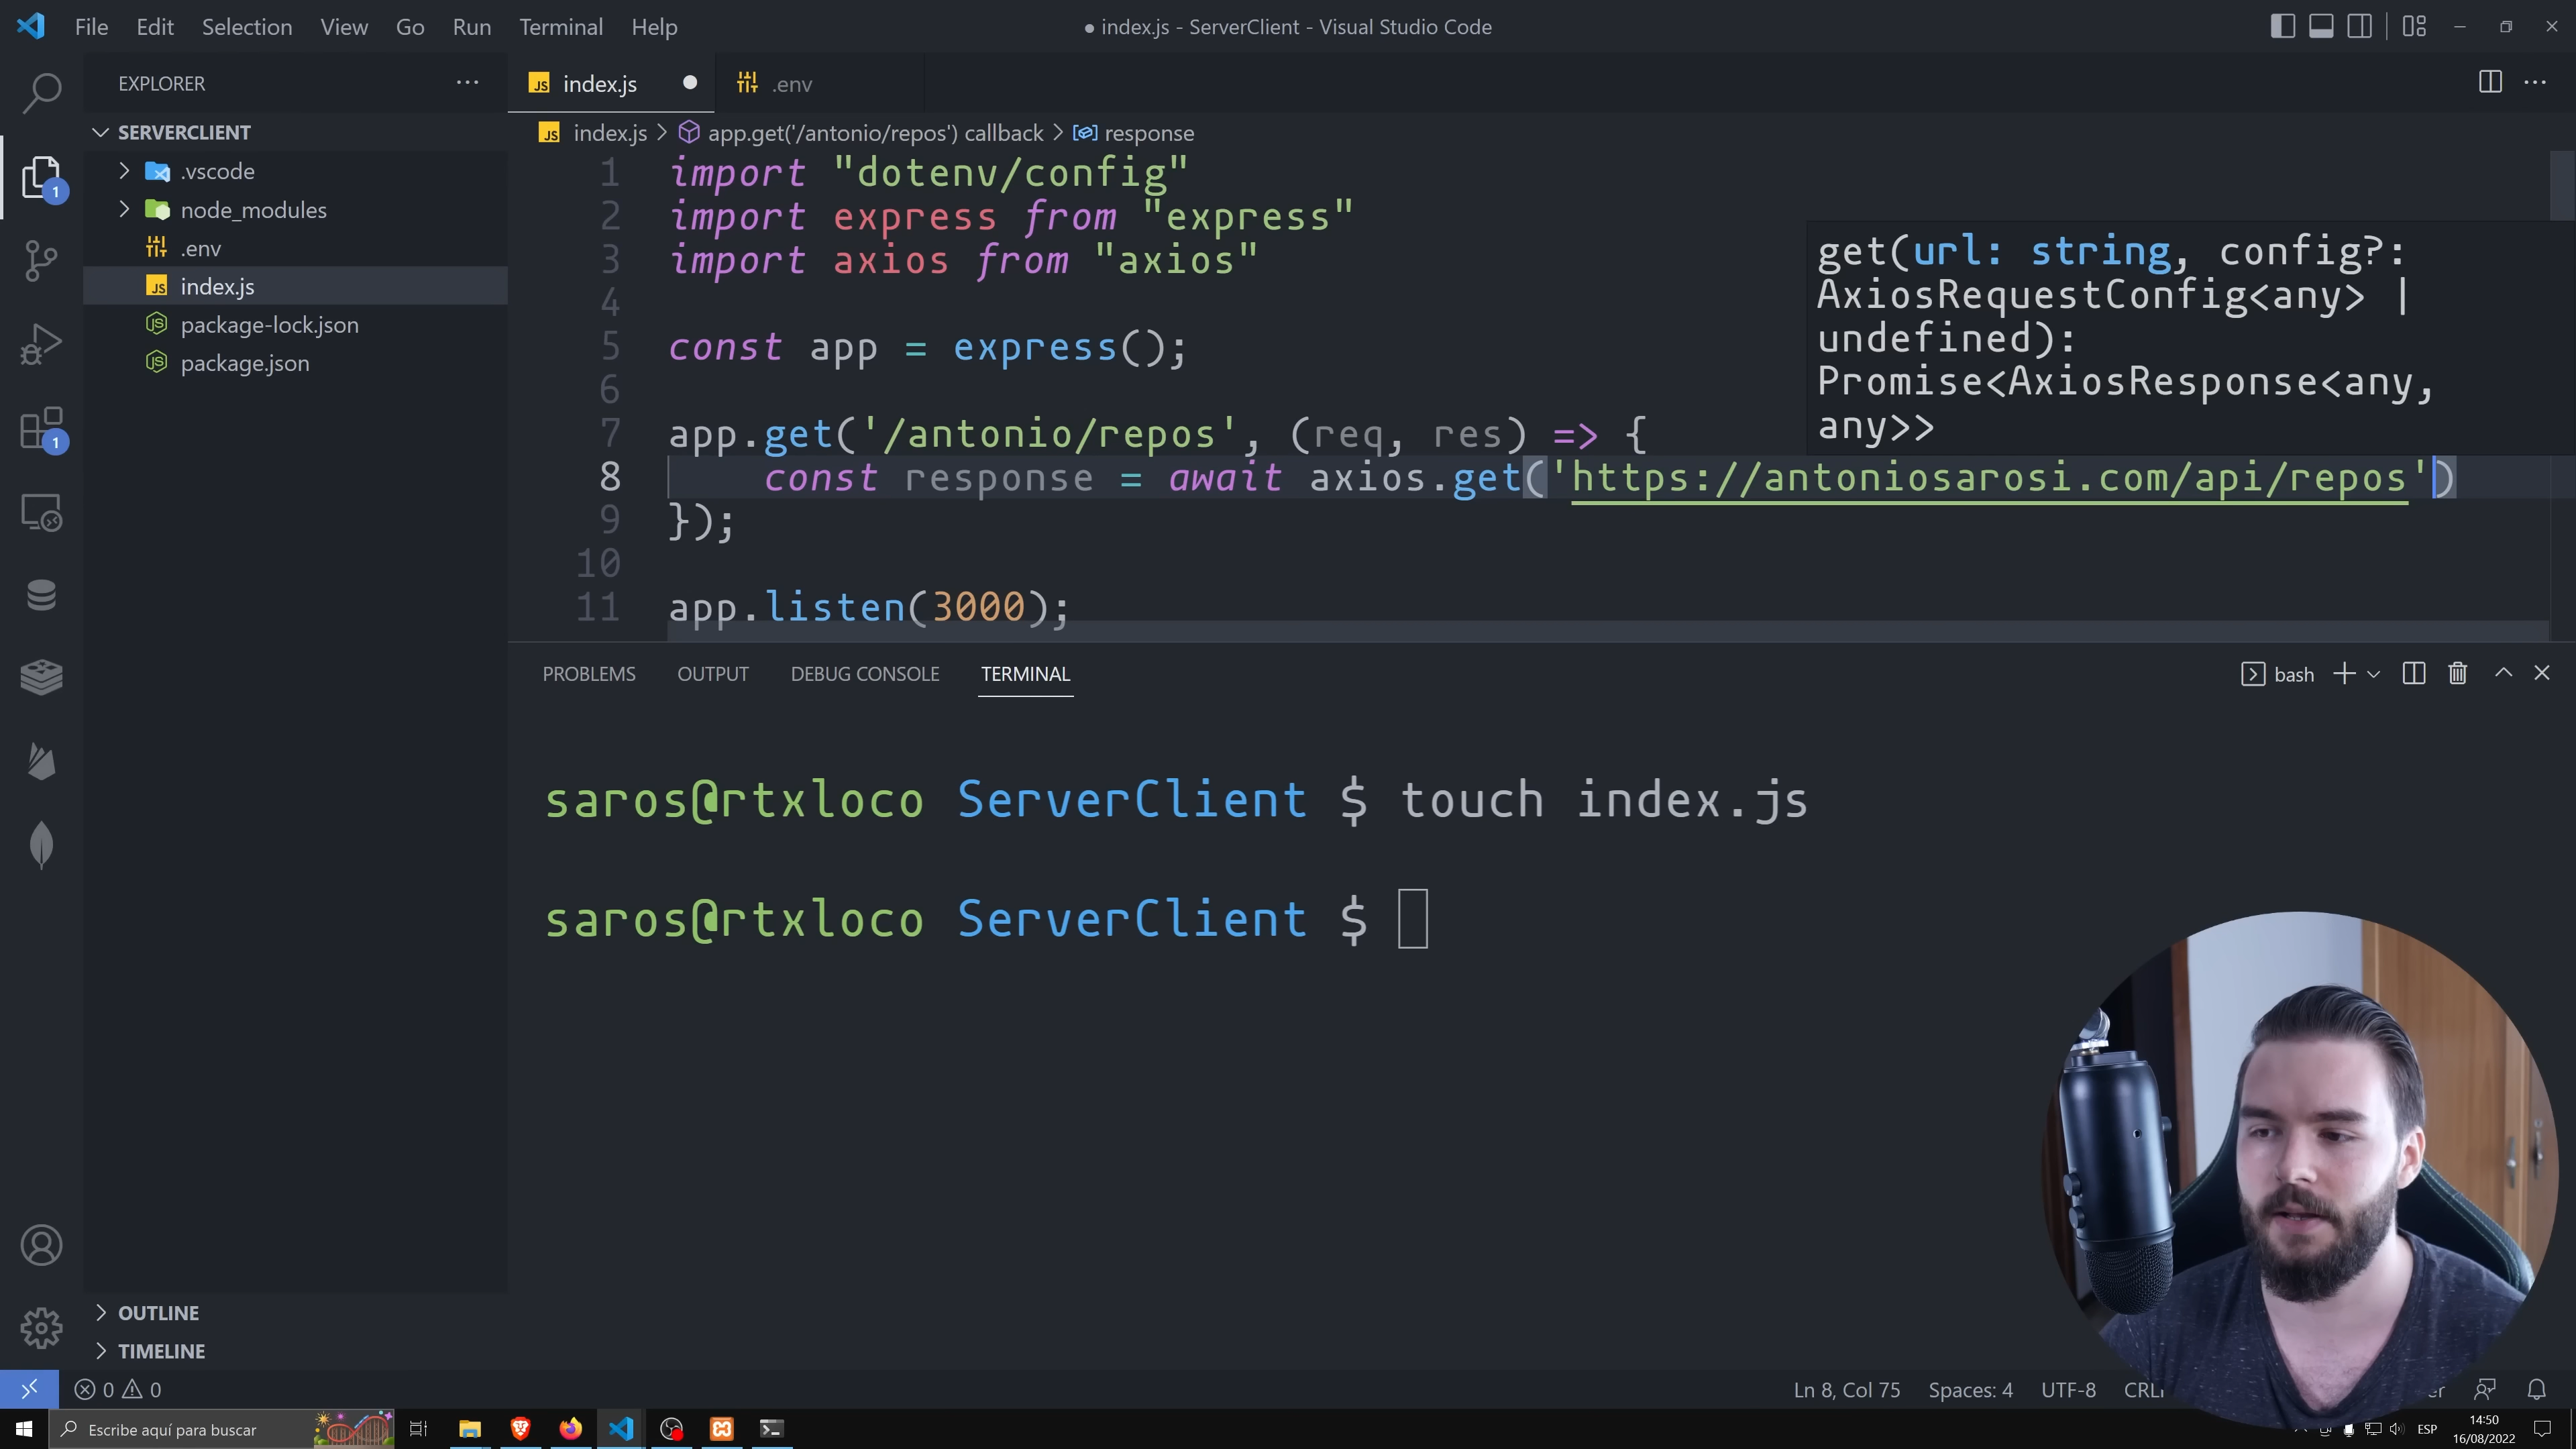 File Edit Selection View Go Run Terminal Help
● index.js - ServerClient - Visual Studio Code
EXPLORER
SERVERCLIENT
.vscode
node_modules
.env
index.js
package-lock.json
package.json
OUTLINE
TIMELINE
1
1
JS index.js
.env
JS index.js > app.get('/antonio/repos') callback > response
1 import "dotenv/config"
2 import express from "express"
3 import axios from "axios"
4
5 const app = express();
6
7 app.get('/antonio/repos', (req, res) => {
8 const response = await axios.get('https://antoniosarosi.com/api/repos')
9 });
10
11 app.listen(3000);
get(url: string, config?:
AxiosRequestConfig<any> |
undefined):
Promise<AxiosResponse<any,
any>>
PROBLEMS OUTPUT DEBUG CONSOLE TERMINAL
bash
saros@rtxloco ServerClient $ touch index.js
saros@rtxloco ServerClient $
0 0
Ln 8, Col 75 Spaces: 4 UTF-8
Escribe aquí para buscar
ESP
14:50
16/08/2022